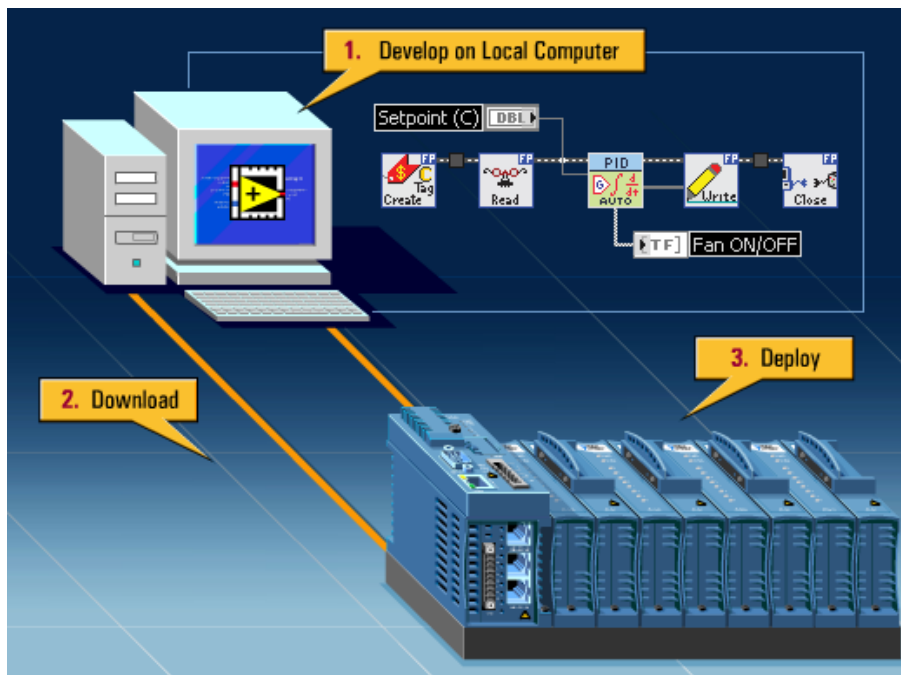 1. Develop on Local Computer
Setpoint (C) DBL
FP FP PID FP FP
C Tag Create
Read
G d dt AUTO
Write
Close
TF Fan ON/OFF
3. Deploy
2. Download